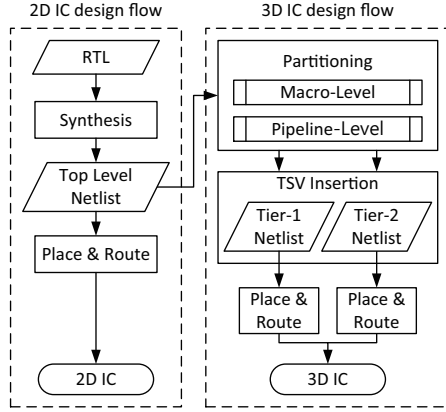 2D IC design flow
RTL
Synthesis
Top Level
Netlist
Place & Route
2D IC
3D IC design flow
Partitioning
Macro-Level
Pipeline-Level
TSV Insertion
Tier-1
Netlist
Tier-2
Netlist
Place &
Route
Place &
Route
3D IC